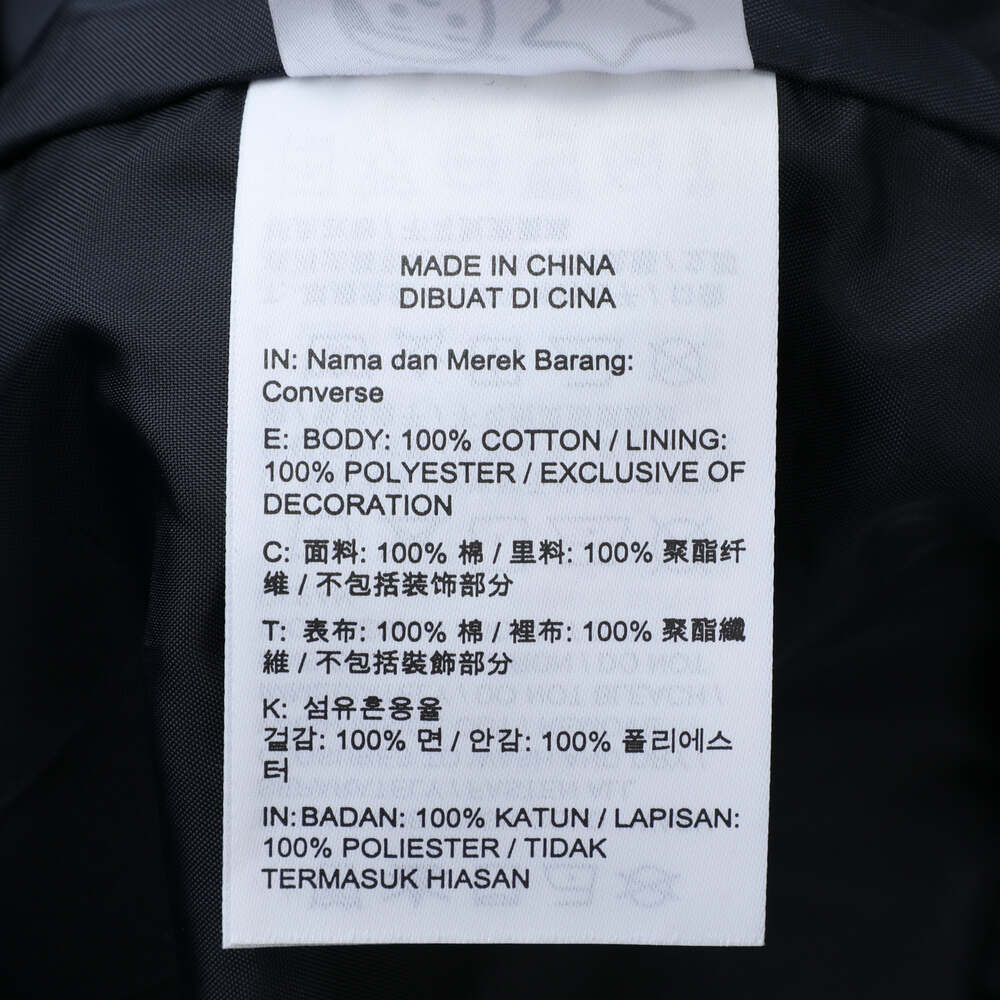 MADE IN CHINA
DIBUAT DI CINA
IN: Nama dan Merek Barang:
Converse
E: BODY: 100% COTTON / LINING:
100% POLYESTER / EXCLUSIVE OF
DECORATION
C: 面料: 100% 棉 / 里料: 100% 聚酯纤
维 / 不包括装饰部分
T: 表布: 100% 棉 / 裡布: 100% 聚酯纖
維 / 不包括裝飾部分
K: 섬유혼용율
겉감: 100% 면 / 안감: 100% 폴리에스
터
IN: BADAN: 100% KATUN / LAPISAN:
100% POLIESTER / TIDAK
TERMASUK HIASAN